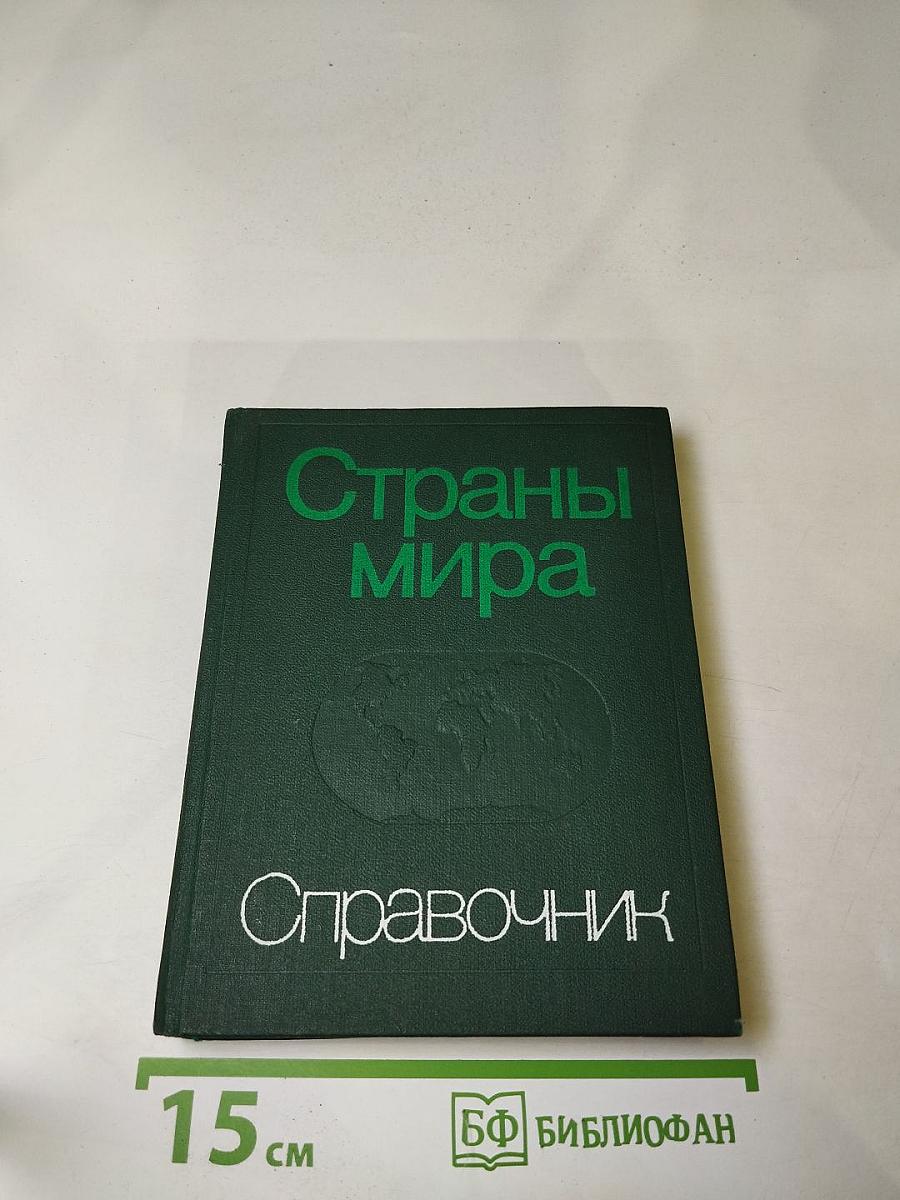 Страны
мира
Справочник
15 см
БФ БИБЛИОФАН